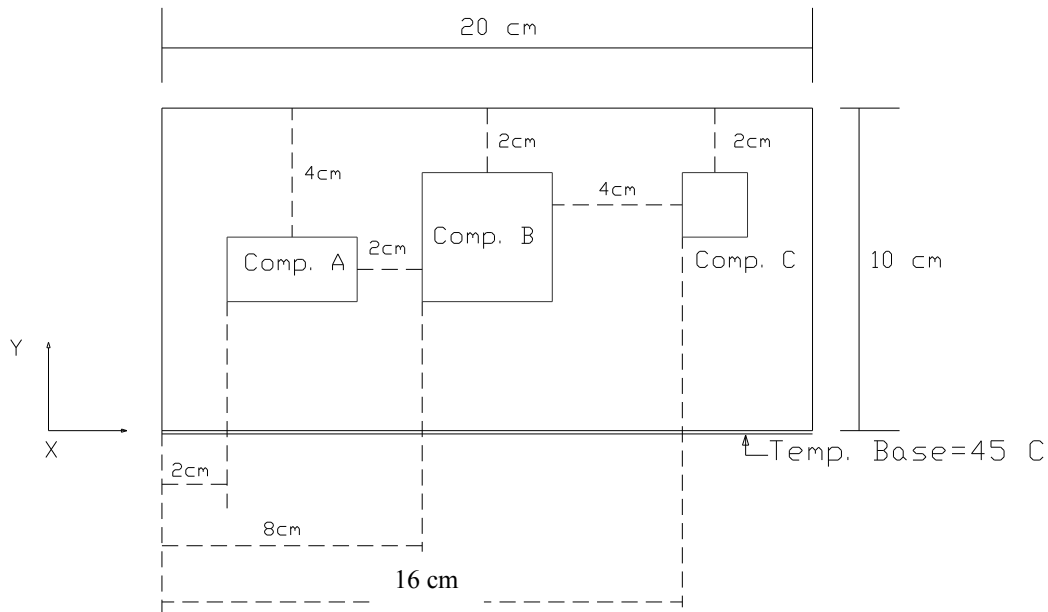 20 cm
2cm
2cm
4cm
4cm
Comp. B
2cm
Comp. A
Comp. C
10 cm
Y
X
Temp. Base=45 C
2cm
8cm
16 cm